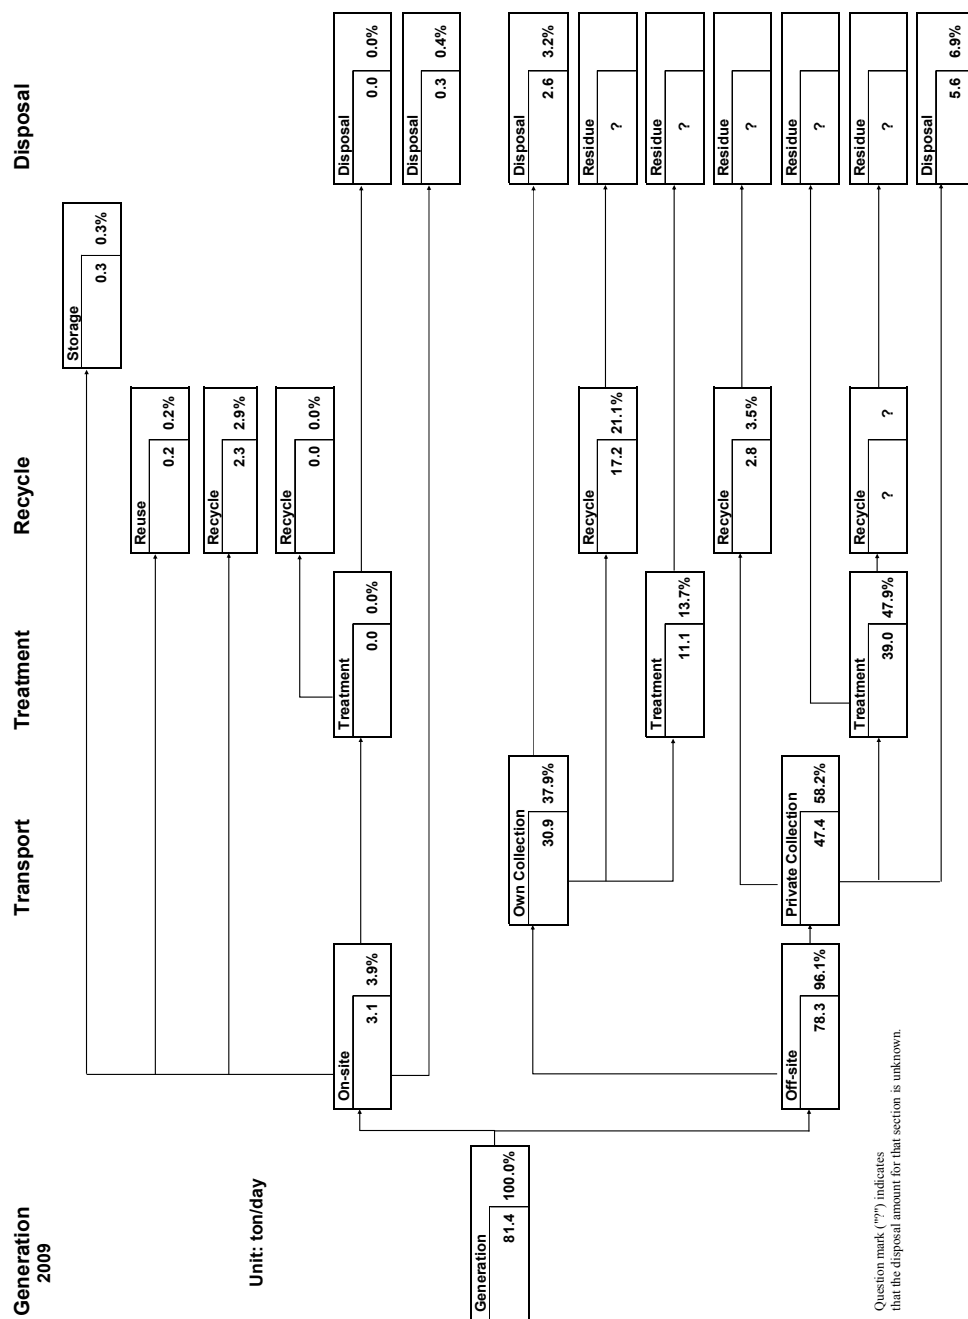 Generation
2009
Transport
Treatment
Recycle
Disposal
Unit: ton/day
Storage
0.3 0.3%
Reuse
0.2 0.2%
Recycle
2.3 2.9%
Recycle
0.0 0.0%
On-site
3.1 3.9%
Treatment
0.0 0.0%
Disposal
0.0 0.0%
Disposal
0.3 0.4%
Generation
81.4 100.0%
Own Collection
30.9 37.9%
Disposal
2.6 3.2%
Recycle
17.2 21.1%
Residue
?
Treatment
11.1 13.7%
Residue
?
Recycle
2.8 3.5%
Residue
?
Off-site
78.3 96.1%
Private Collection
47.4 58.2%
Residue
?
Treatment
39.0 47.9%
Recycle
? ?
Residue
?
Disposal
5.6 6.9%
Question mark ("?") indicates
that the disposal amount for that section is unknown.